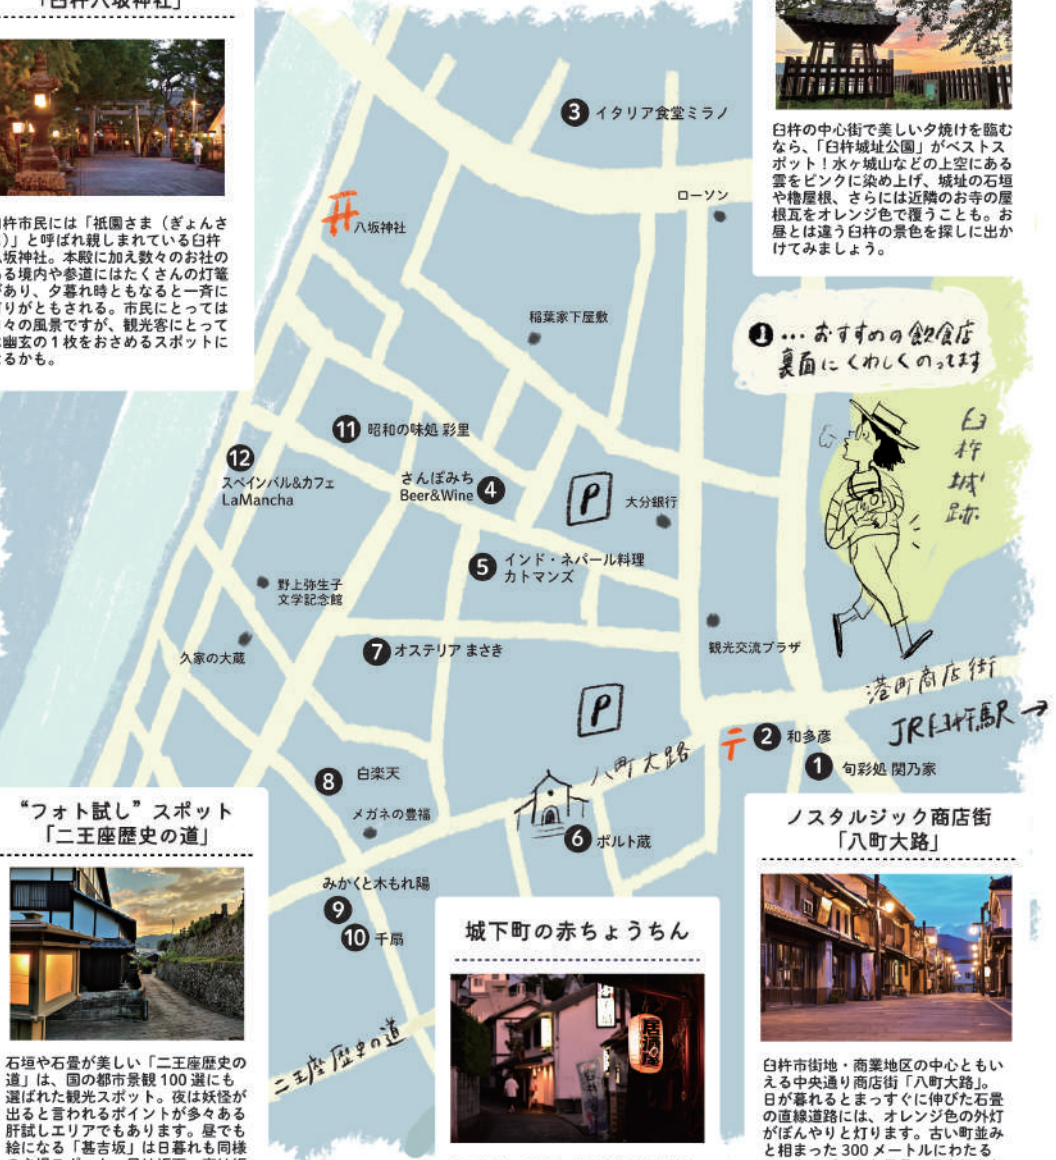 「臼杵八坂神社」
臼杵市民には「祇園さま（ぎょんさ
）」と呼ばれ親しまれている臼杵
八坂神社。本殿に加え数々のお社の
ある境内や参道にはたくさんの灯篭
があり、夕暮れ時ともなると一斉に
灯りがともされる。市民にとっては
々の風景ですが、観光客にとって
幽玄の1枚をおさめるスポットに
なるかも。
臼杵の中心街で美しい夕焼けを臨む
なら、「臼杵城址公園」がベストス
ポット！水ヶ城山などの上空にある
雲をピンクに染め上げ、城址の石垣
や櫓屋根、さらには近隣のお寺の屋
根瓦をオレンジ色で覆うことも。お
昼とは違う臼杵の景色を探しに出か
けてみましょう。
3 イタリア食堂ミラノ
ローソン
八坂神社
稲葉家下屋敷
1…おすすめの飲食店
裏面にくわしくのってます
臼杵城跡
11 昭和の味処 彩里
12
スペインバル&カフェ
LaMancha
さんぽみち
Beer&Wine 4
P
大分銀行
5 インド・ネパール料理
カトマンズ
野上弥生子
文学記念館
久家の大蔵
7 オステリア まさき
観光交流プラザ
港町商店街
JR臼杵駅→
P
八町大路
〒 2 和多彦
1 旬彩処 関乃家
8 白楽天
メガネの豊福
6 ポルト蔵
みかくと木もれ陽
9
10 千扇
二王座歴史の道
“フォト試し”スポット
「二王座歴史の道」
石垣や石畳が美しい「二王座歴史の
道」は、国の都市景観100選にも
選ばれた観光スポット。夜は妖怪が
出ると言われるポイントが多々ある
肝試しエリアでもあります。昼でも
絵になる「甚吉坂」は日暮れも同様
城下町の赤ちょうちん
居酒屋
ノスタルジック商店街
「八町大路」
臼杵市街地・商業地区の中心ともい
える中央通り商店街「八町大路」。
日が暮れるとまっすぐに伸びた石畳
の直線道路には、オレンジ色の外灯
がぼんやりと灯ります。古い町並み
と相まった300メートルにわたる